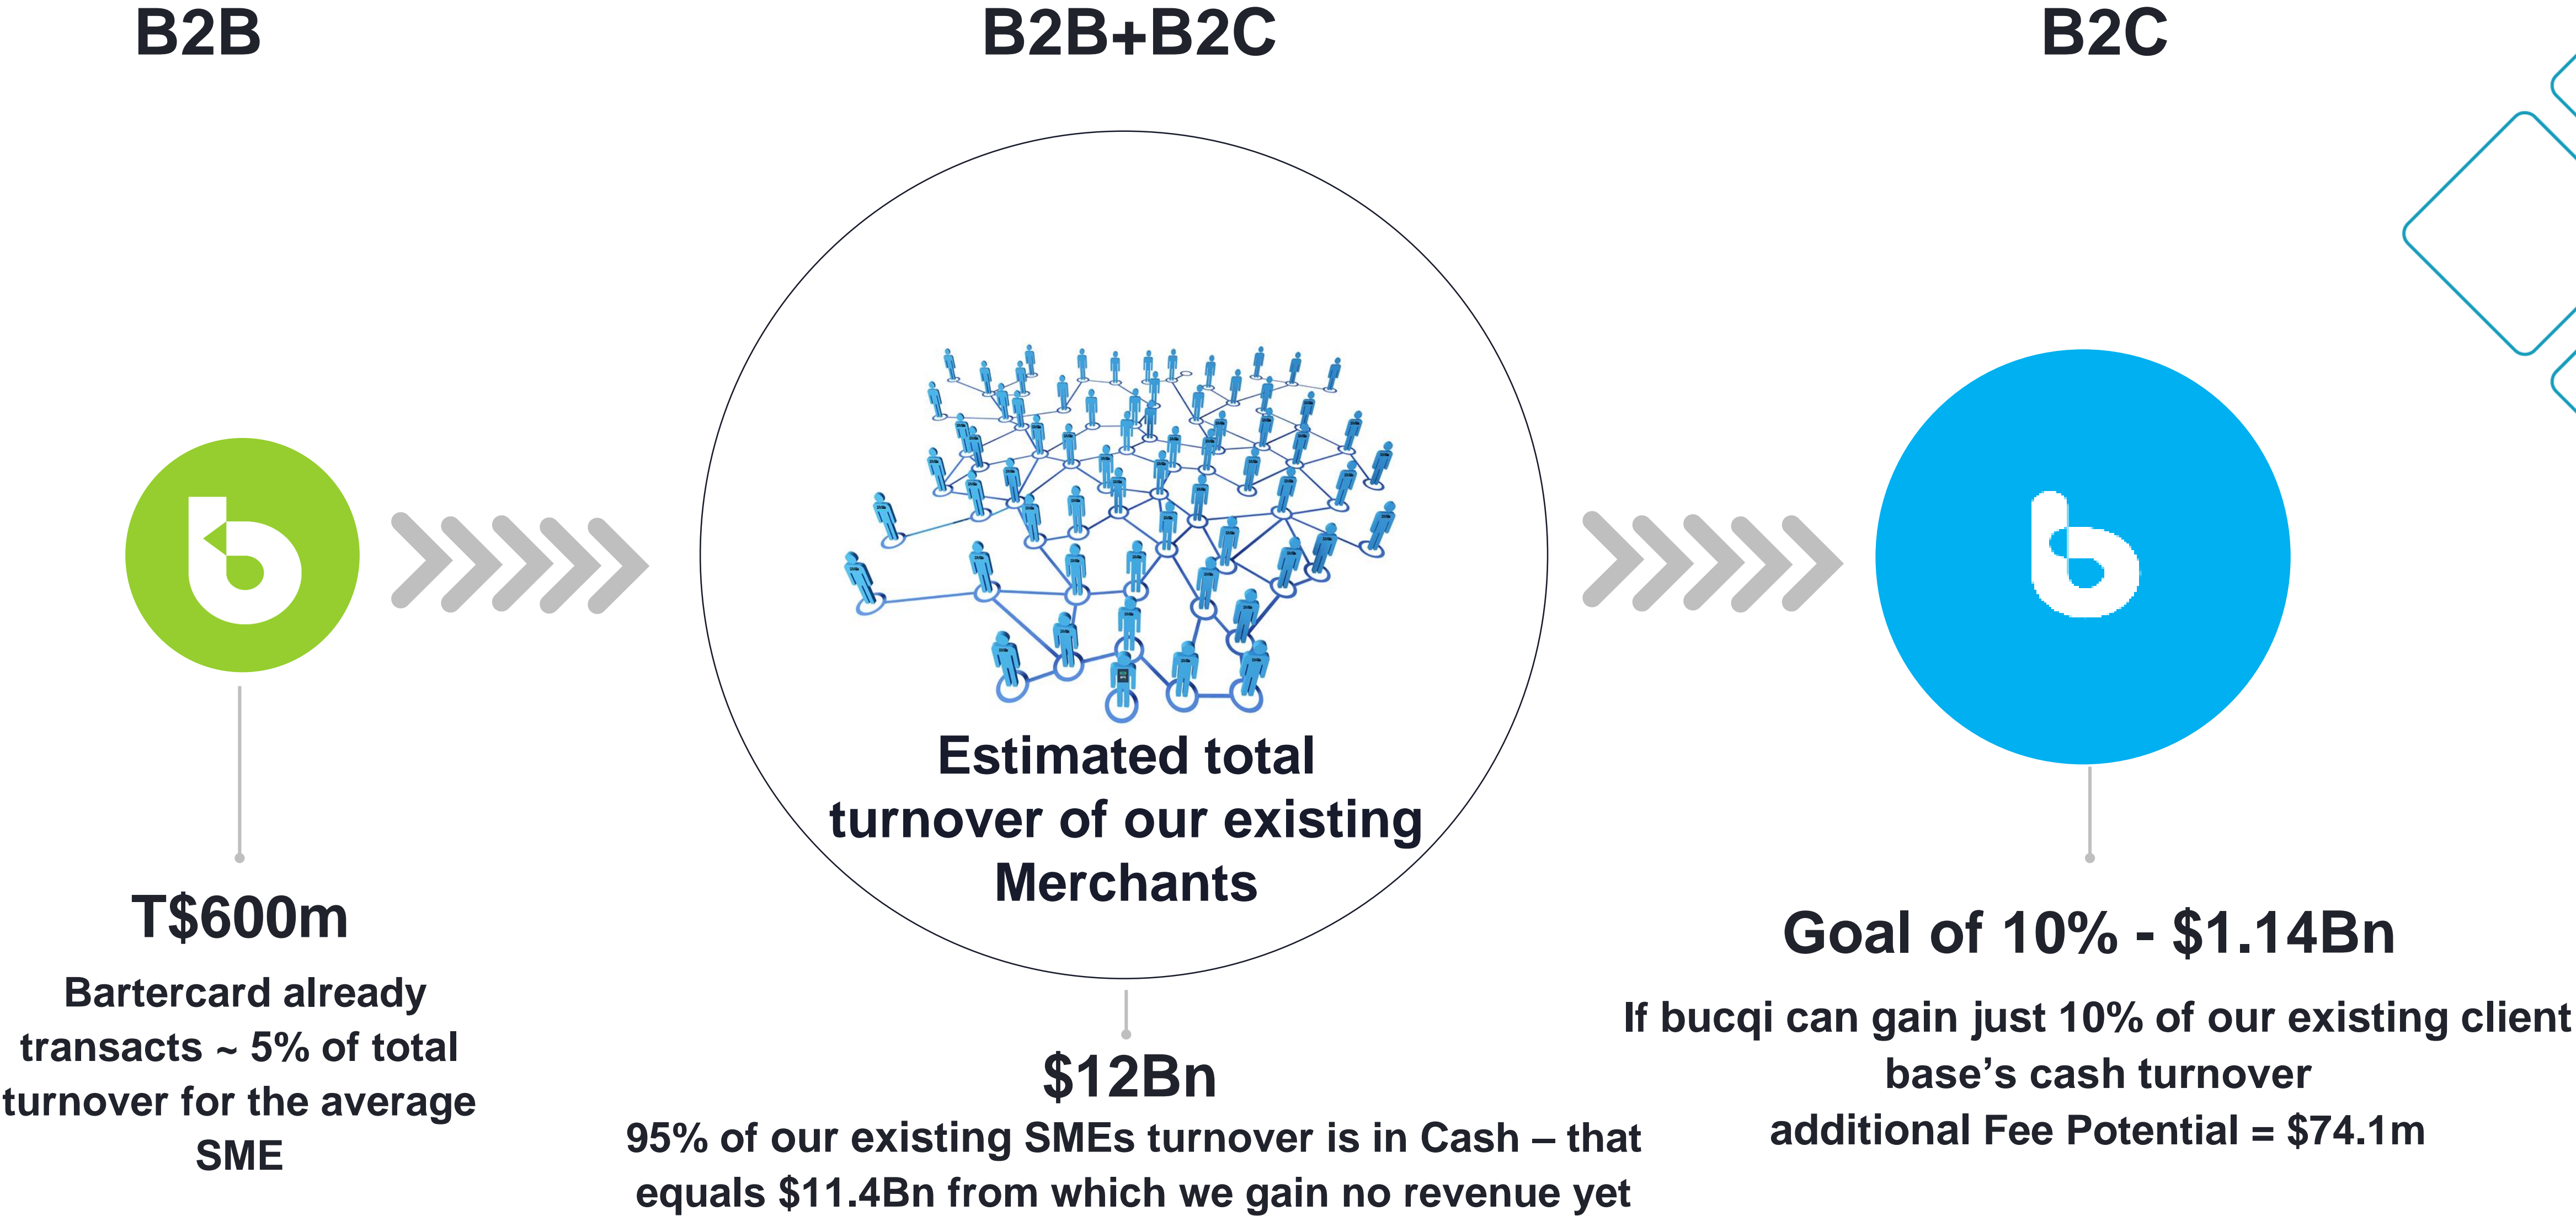 B2B
B2B+B2C
B2C
Estimated total
turnover of our existing
Merchants
T$600m
Bartercard already
transacts ~ 5% of total
turnover for the average
SME
$12Bn
95% of our existing SMEs turnover is in Cash – that
equals $11.4Bn from which we gain no revenue yet
Goal of 10% - $1.14Bn
If bucqi can gain just 10% of our existing client
base’s cash turnover
additional Fee Potential = $74.1m